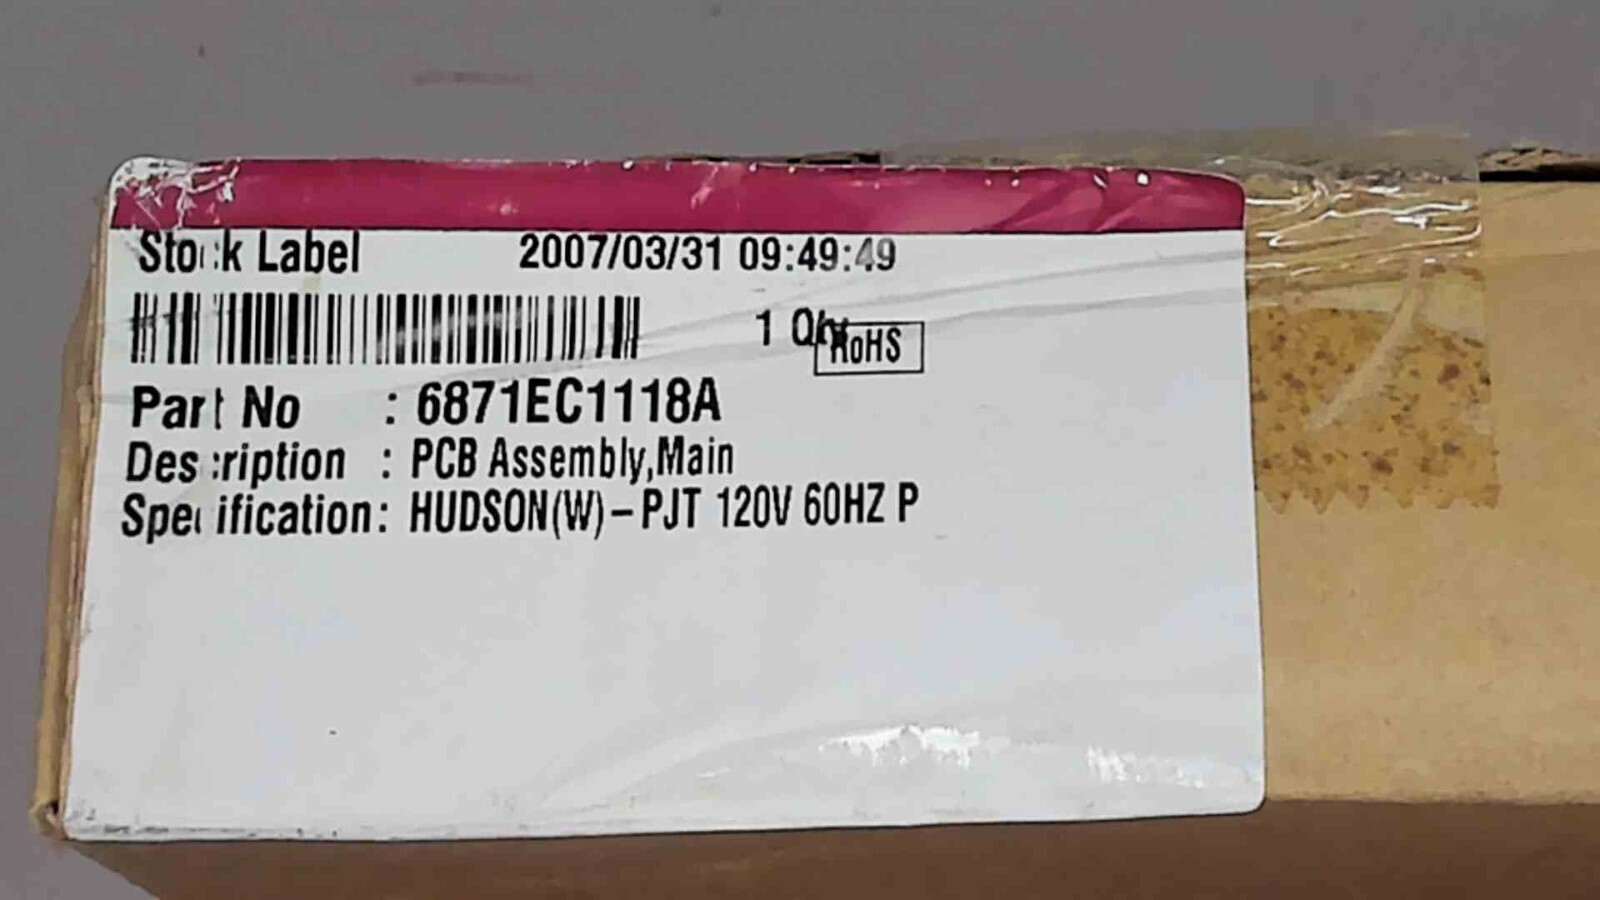 Stock Label 2007/03/31 09:49:49
1 Qty RoHS
Part No : 6871EC1118A
Description : PCB Assembly,Main
Specification: HUDSON(W)-PJT 120V 60HZ P